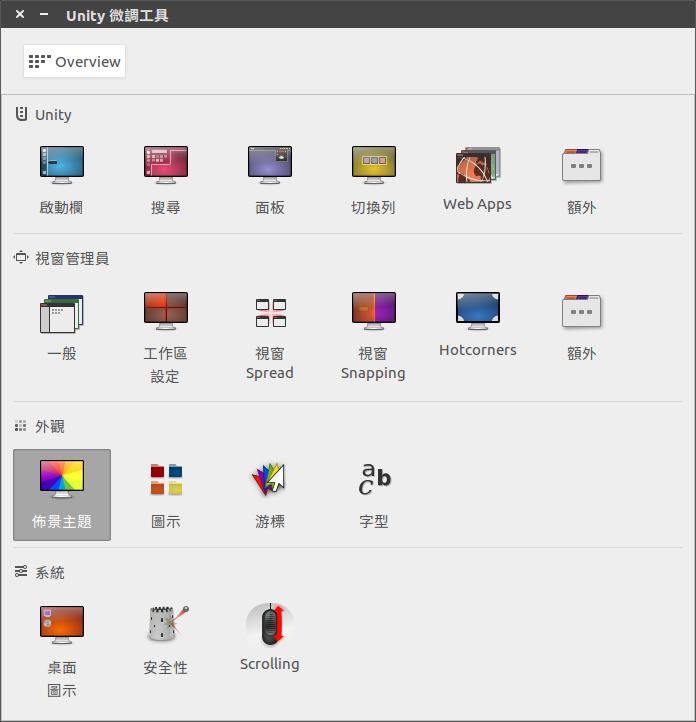 Unity 微調工具
Overview
Unity
啟動欄
搜尋
面板
切換列
Web Apps
額外
視窗管理員
一般
工作區
設定
視窗
Spread
視窗
Snapping
Hotcorners
額外
外觀
佈景主題
圖示
游標
字型
系統
桌面
圖示
安全性
Scrolling